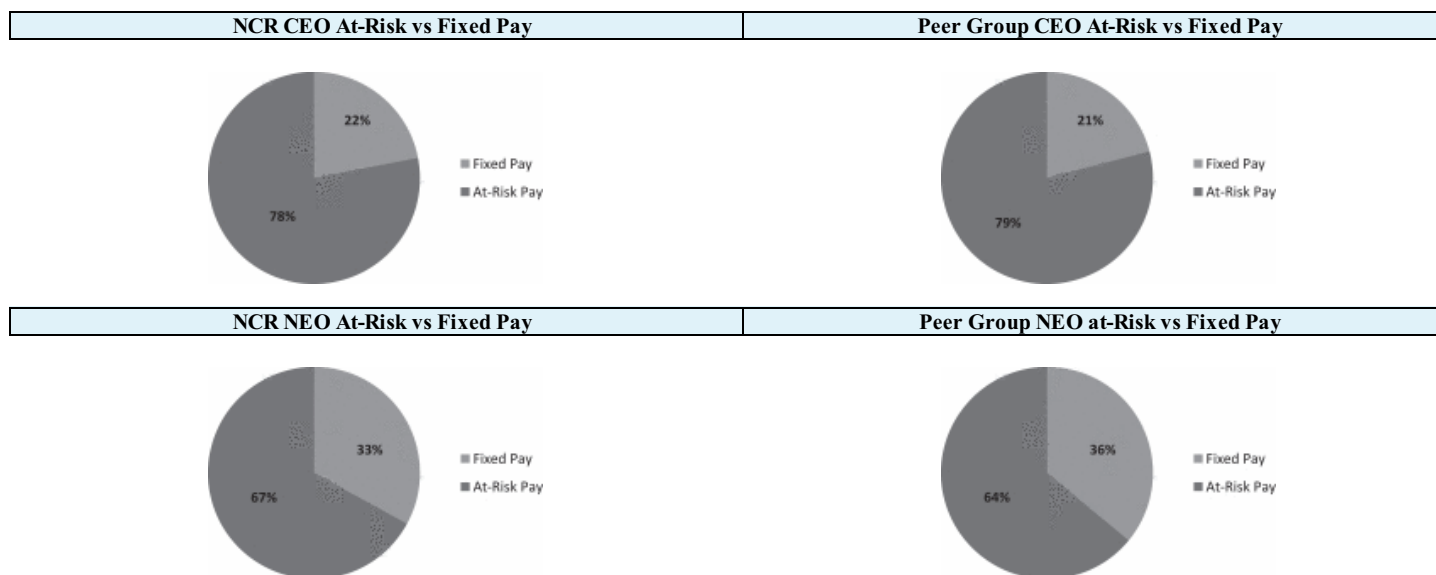 NCR CEO At-Risk vs Fixed Pay
Peer Group CEO At-Risk vs Fixed Pay
22%
78%
Fixed Pay
At-Risk Pay
21%
79%
Fixed Pay
At-Risk Pay
NCR NEO At-Risk vs Fixed Pay
Peer Group NEO at-Risk vs Fixed Pay
33%
67%
Fixed Pay
At-Risk Pay
36%
64%
Fixed Pay
At-Risk Pay